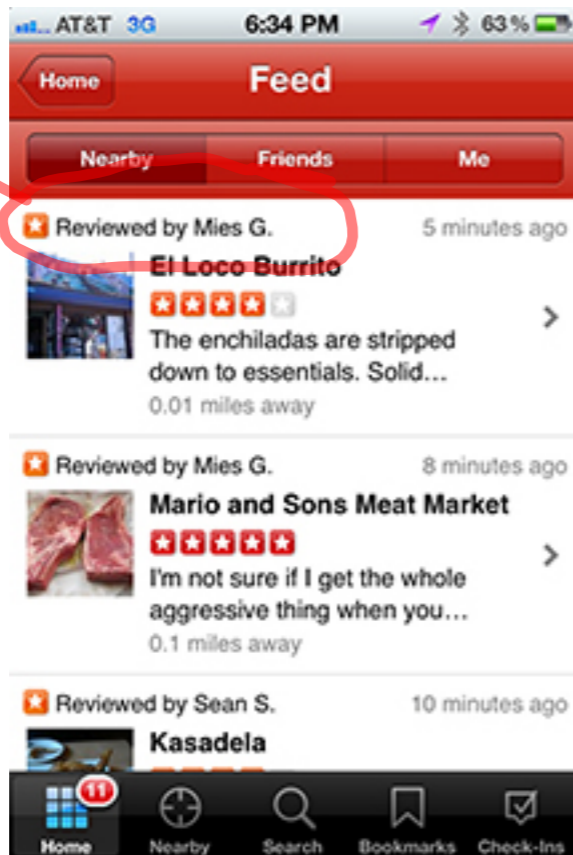 AT&T 3G 6:34 PM 63%
Home Feed
Nearby Friends Me
Reviewed by Mies G. 5 minutes ago
El Loco Burrito
The enchiladas are stripped
down to essentials. Solid...
0.01 miles away
Reviewed by Mies G. 8 minutes ago
Mario and Sons Meat Market
I'm not sure if I get the whole
aggressive thing when you...
0.1 miles away
Reviewed by Sean S. 10 minutes ago
Kasadela
11
Home Nearby Search Bookmarks Check-Ins